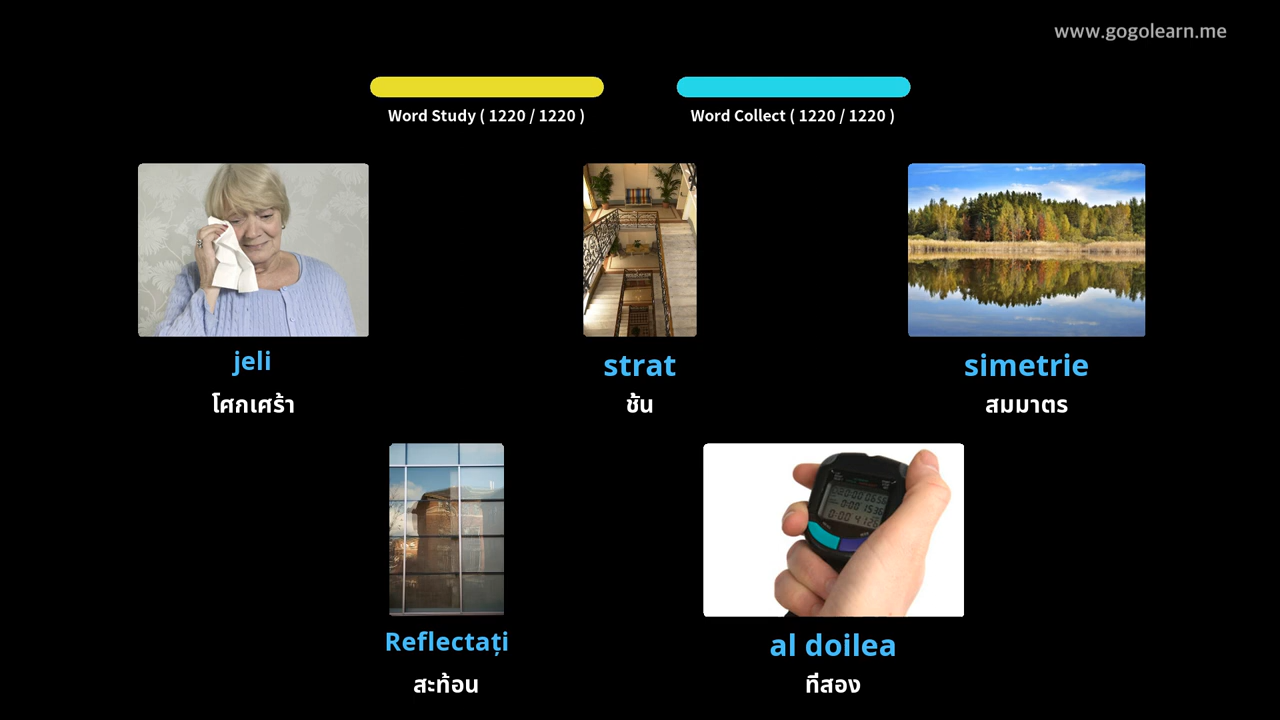 www.gogolearn.me
Word Study ( 1220 / 1220 )
Word Collect ( 1220 / 1220 )
jeli
strat
simetrie
โศกเศร้า
ชั้น
สมมาตร
Reflectați
al doilea
สะท้อน
ที่สอง